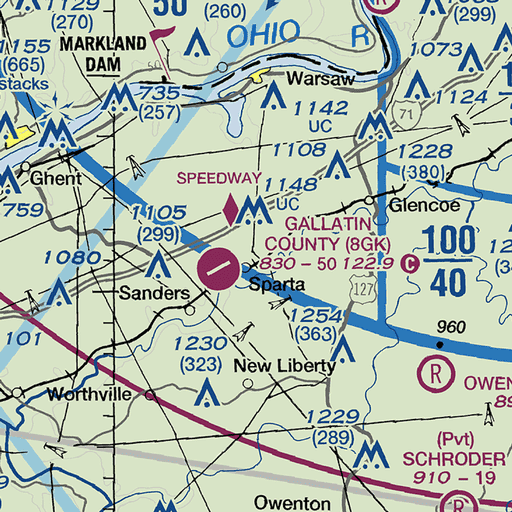 1129
(270)
50
(260)
1088
(299)
MARKLAND
DAM
OHIO R
1155
(665)
stacks
1073
Warsaw
735
(257)
1142
UC
1124
71
1108
1228
(380)
Ghent
SPEEDWAY
1148
UC
Glencoe
759
1105
(299)
GALLATIN
COUNTY (8GK)
830 - 50 122.9 C
100
40
1080
127
Sanders
Sparta
1254
(363)
960
101
1230
(323)
New Liberty
R
OWEN
89
Worthville
1229
(289)
(Pvt)
SCHRODER
910 - 19
Owenton
R